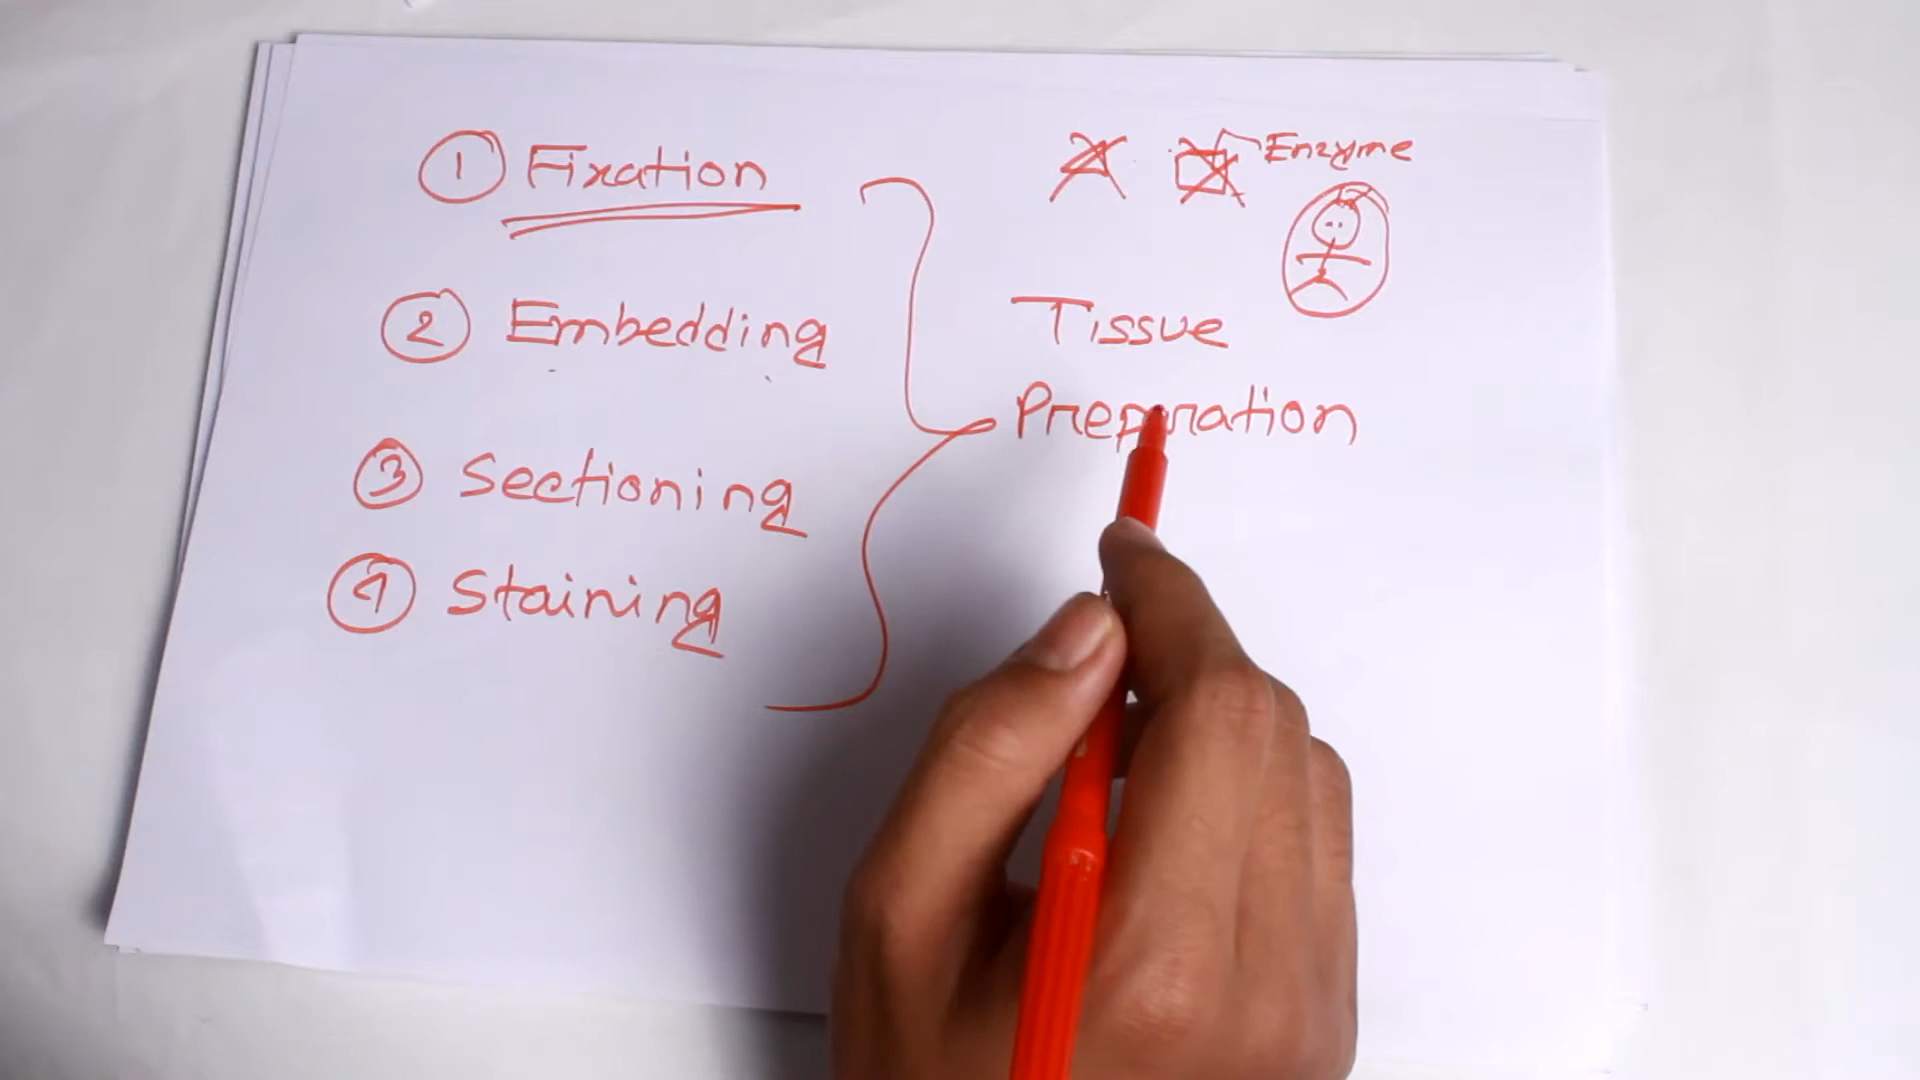 1 Fixation
2 Embedding
3 Sectioning
4 Staining
Enzyme
Tissue
Preparation